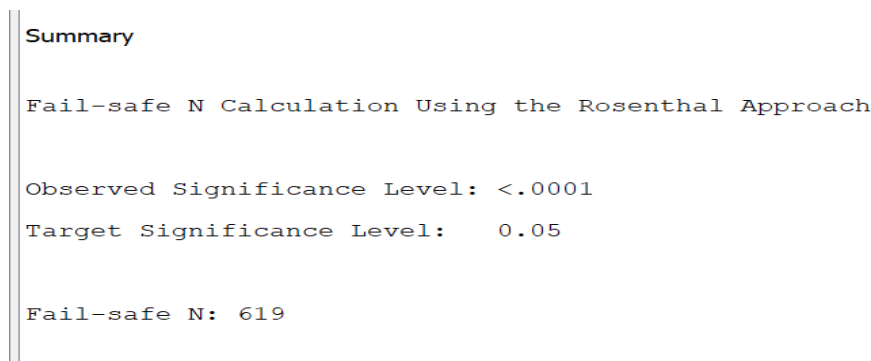 Summary
Fail-safe N Calculation Using the Rosenthal Approach
Observed Significance Level: <.0001
Target Significance Level: 0.05
Fail-safe N: 619